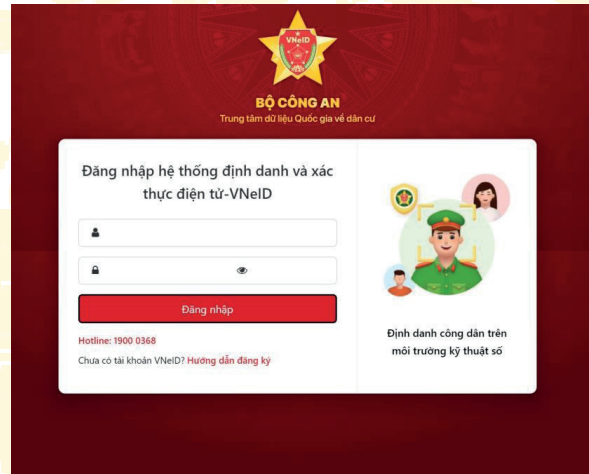 VNeID
BỘ CÔNG AN
Trung tâm dữ liệu Quốc gia về dân cư
Đăng nhập hệ thống định danh và xác
thực điện tử-VNeID
Đăng nhập
Hotline: 1900 0368
Chưa có tài khoản VNeID? Hướng dẫn đăng ký
Định danh công dân trên
môi trường kỹ thuật số